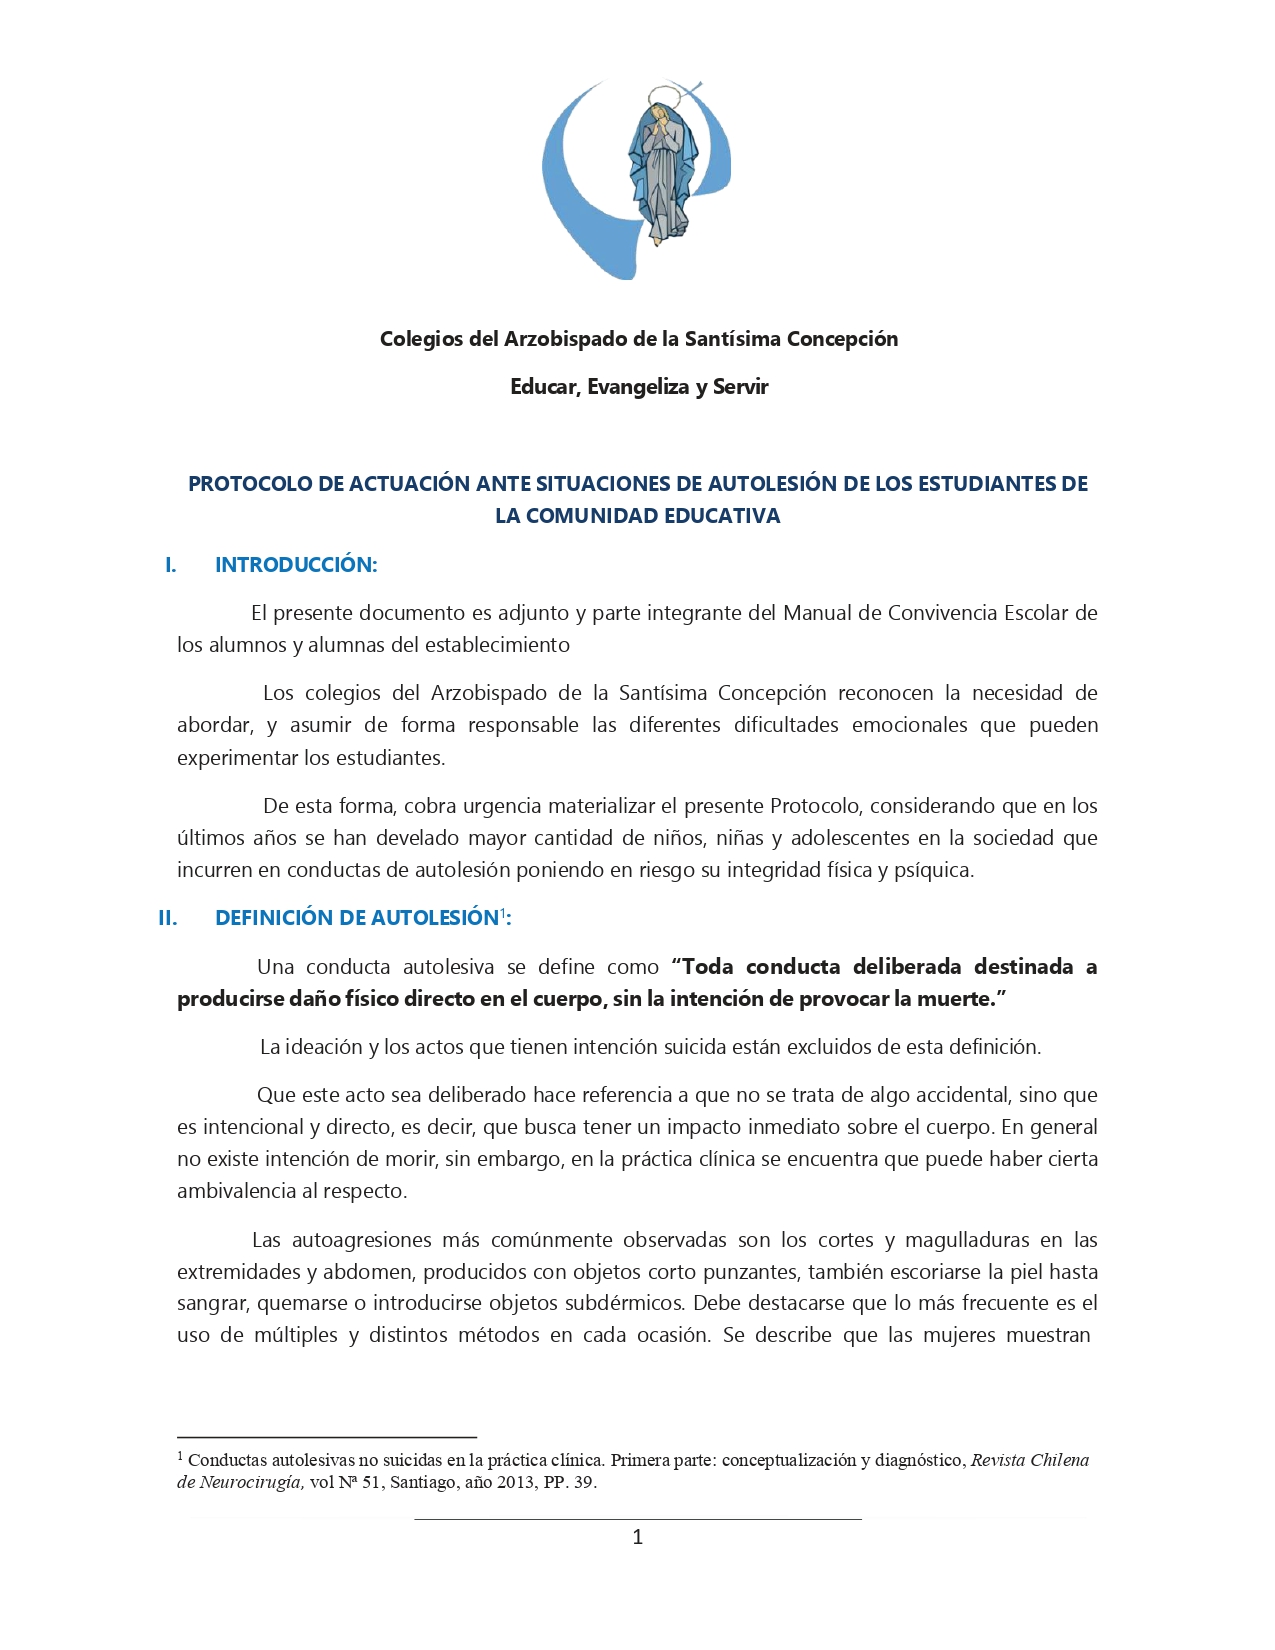 Colegios del Arzobispado de la Santísima Concepción
Educar, Evangeliza y Servir
PROTOCOLO DE ACTUACIÓN ANTE SITUACIONES DE AUTOLESIÓN DE LOS ESTUDIANTES DE
LA COMUNIDAD EDUCATIVA
I. INTRODUCCIÓN:
El presente documento es adjunto y parte integrante del Manual de Convivencia Escolar de
los alumnos y alumnas del establecimiento
Los colegios del Arzobispado de la Santísima Concepción reconocen la necesidad de
abordar, y asumir de forma responsable las diferentes dificultades emocionales que pueden
experimentar los estudiantes.
De esta forma, cobra urgencia materializar el presente Protocolo, considerando que en los
últimos años se han develado mayor cantidad de niños, niñas y adolescentes en la sociedad que
incurren en conductas de autolesión poniendo en riesgo su integridad física y psíquica.
II. DEFINICIÓN DE AUTOLESIÓN¹:
Una conducta autolesiva se define como “Toda conducta deliberada destinada a
producirse daño físico directo en el cuerpo, sin la intención de provocar la muerte.”
La ideación y los actos que tienen intención suicida están excluidos de esta definición.
Que este acto sea deliberado hace referencia a que no se trata de algo accidental, sino que
es intencional y directo, es decir, que busca tener un impacto inmediato sobre el cuerpo. En general
no existe intención de morir, sin embargo, en la práctica clínica se encuentra que puede haber cierta
ambivalencia al respecto.
Las autoagresiones más comúnmente observadas son los cortes y magulladuras en las
extremidades y abdomen, producidos con objetos corto punzantes, también escoriarse la piel hasta
sangrar, quemarse o introducirse objetos subdérmicos. Debe destacarse que lo más frecuente es el
uso de múltiples y distintos métodos en cada ocasión. Se describe que las mujeres muestran
¹ Conductas autolesivas no suicidas en la práctica clínica. Primera parte: conceptualización y diagnóstico, Revista Chilena
de Neurocirugía, vol Nª 51, Santiago, año 2013, PP. 39.
1